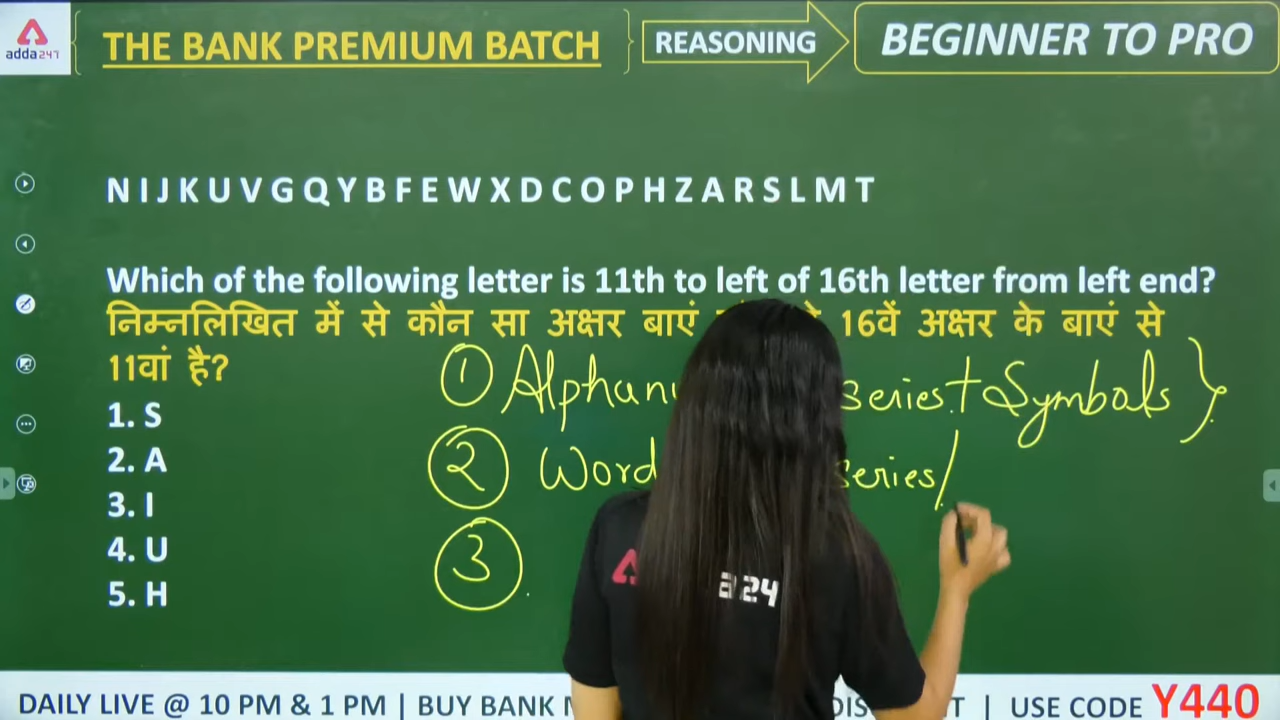 adda247
THE BANK PREMIUM BATCH
REASONING
BEGINNER TO PRO
N I J K U V G Q Y B F E W X D C O P H Z A R S L M T
Which of the following letter is 11th to left of 16th letter from left end?
निम्नलिखित में से कौन सा अक्षर बाएं 16वें अक्षर के बाएं से
11वां है?
1. S
2. A
3. I
4. U
5. H
① series + Symbols }
② Word series/
③
24
DAILY LIVE @ 10 PM & 1 PM | BUY BANK | USE CODE Y440